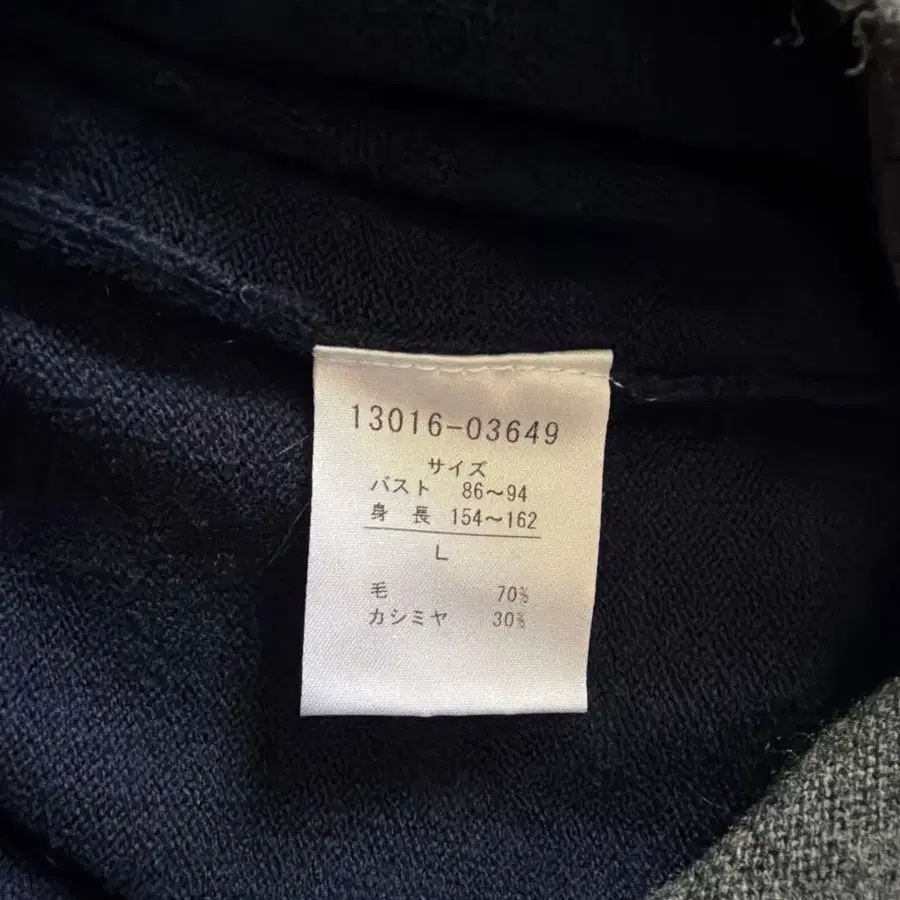 13016-03649
サイズ
バスト 86～94
身 長 154～162
L
毛 70%
カシミヤ 30%